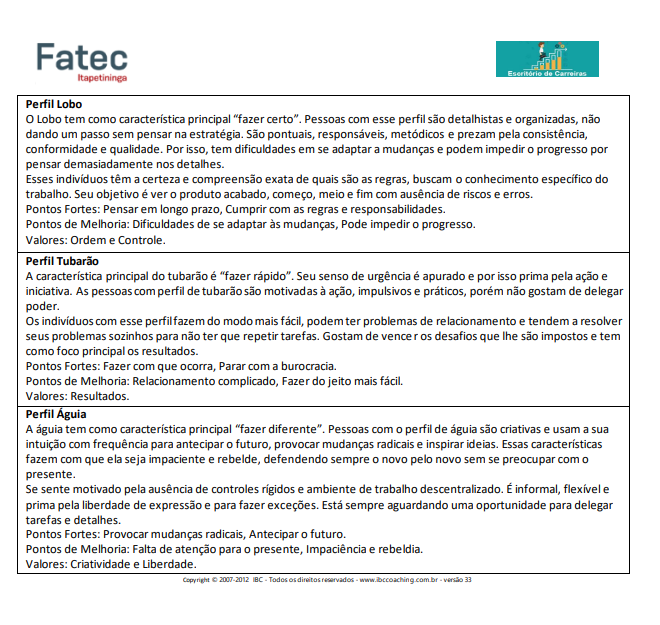 Fatec
Itapetininga
Escritório de Carreiras
Perfil Lobo
O Lobo tem como característica principal “fazer certo”. Pessoas com esse perfil são detalhistas e organizadas, não
dando um passo sem pensar na estratégia. São pontuais, responsáveis, metódicos e prezam pela consistência,
conformidade e qualidade. Por isso, tem dificuldades em se adaptar a mudanças e podem impedir o progresso por
pensar demasiadamente nos detalhes.
Esses indivíduos têm a certeza e compreensão exata de quais são as regras, buscam o conhecimento específico do
trabalho. Seu objetivo é ver o produto acabado, começo, meio e fim com ausência de riscos e erros.
Pontos Fortes: Pensar em longo prazo, Cumprir com as regras e responsabilidades.
Pontos de Melhoria: Dificuldades de se adaptar às mudanças, Pode impedir o progresso.
Valores: Ordem e Controle.
Perfil Tubarão
A característica principal do tubarão é “fazer rápido”. Seu senso de urgência é apurado e por isso prima pela ação e
iniciativa. As pessoas com perfil de tubarão são motivadas à ação, impulsivos e práticos, porém não gostam de delegar
poder.
Os indivíduos com esse perfil fazem do modo mais fácil, podem ter problemas de relacionamento e tendem a resolver
seus problemas sozinhos para não ter que repetir tarefas. Gostam de vencer os desafios que lhe são impostos e tem
como foco principal os resultados.
Pontos Fortes: Fazer com que ocorra, Parar com a burocracia.
Pontos de Melhoria: Relacionamento complicado, Fazer do jeito mais fácil.
Valores: Resultados.
Perfil Águia
A águia tem como característica principal “fazer diferente”. Pessoas com o perfil de águia são criativas e usam a sua
intuição com frequência para antecipar o futuro, provocar mudanças radicais e inspirar ideias. Essas características
fazem com que ela seja impaciente e rebelde, defendendo sempre o novo pelo novo sem se preocupar com o
presente.
Se sente motivado pela ausência de controles rígidos e ambiente de trabalho descentralizado. É informal, flexível e
prima pela liberdade de expressão e para fazer exceções. Está sempre aguardando uma oportunidade para delegar
tarefas e detalhes.
Pontos Fortes: Provocar mudanças radicais, Antecipar o futuro.
Pontos de Melhoria: Falta de atenção para o presente, Impaciência e rebeldia.
Valores: Criatividade e Liberdade.
Copyright © 2007-2012 IBC - Todos os direitos reservados - www.ibccoaching.com.br - versão 33